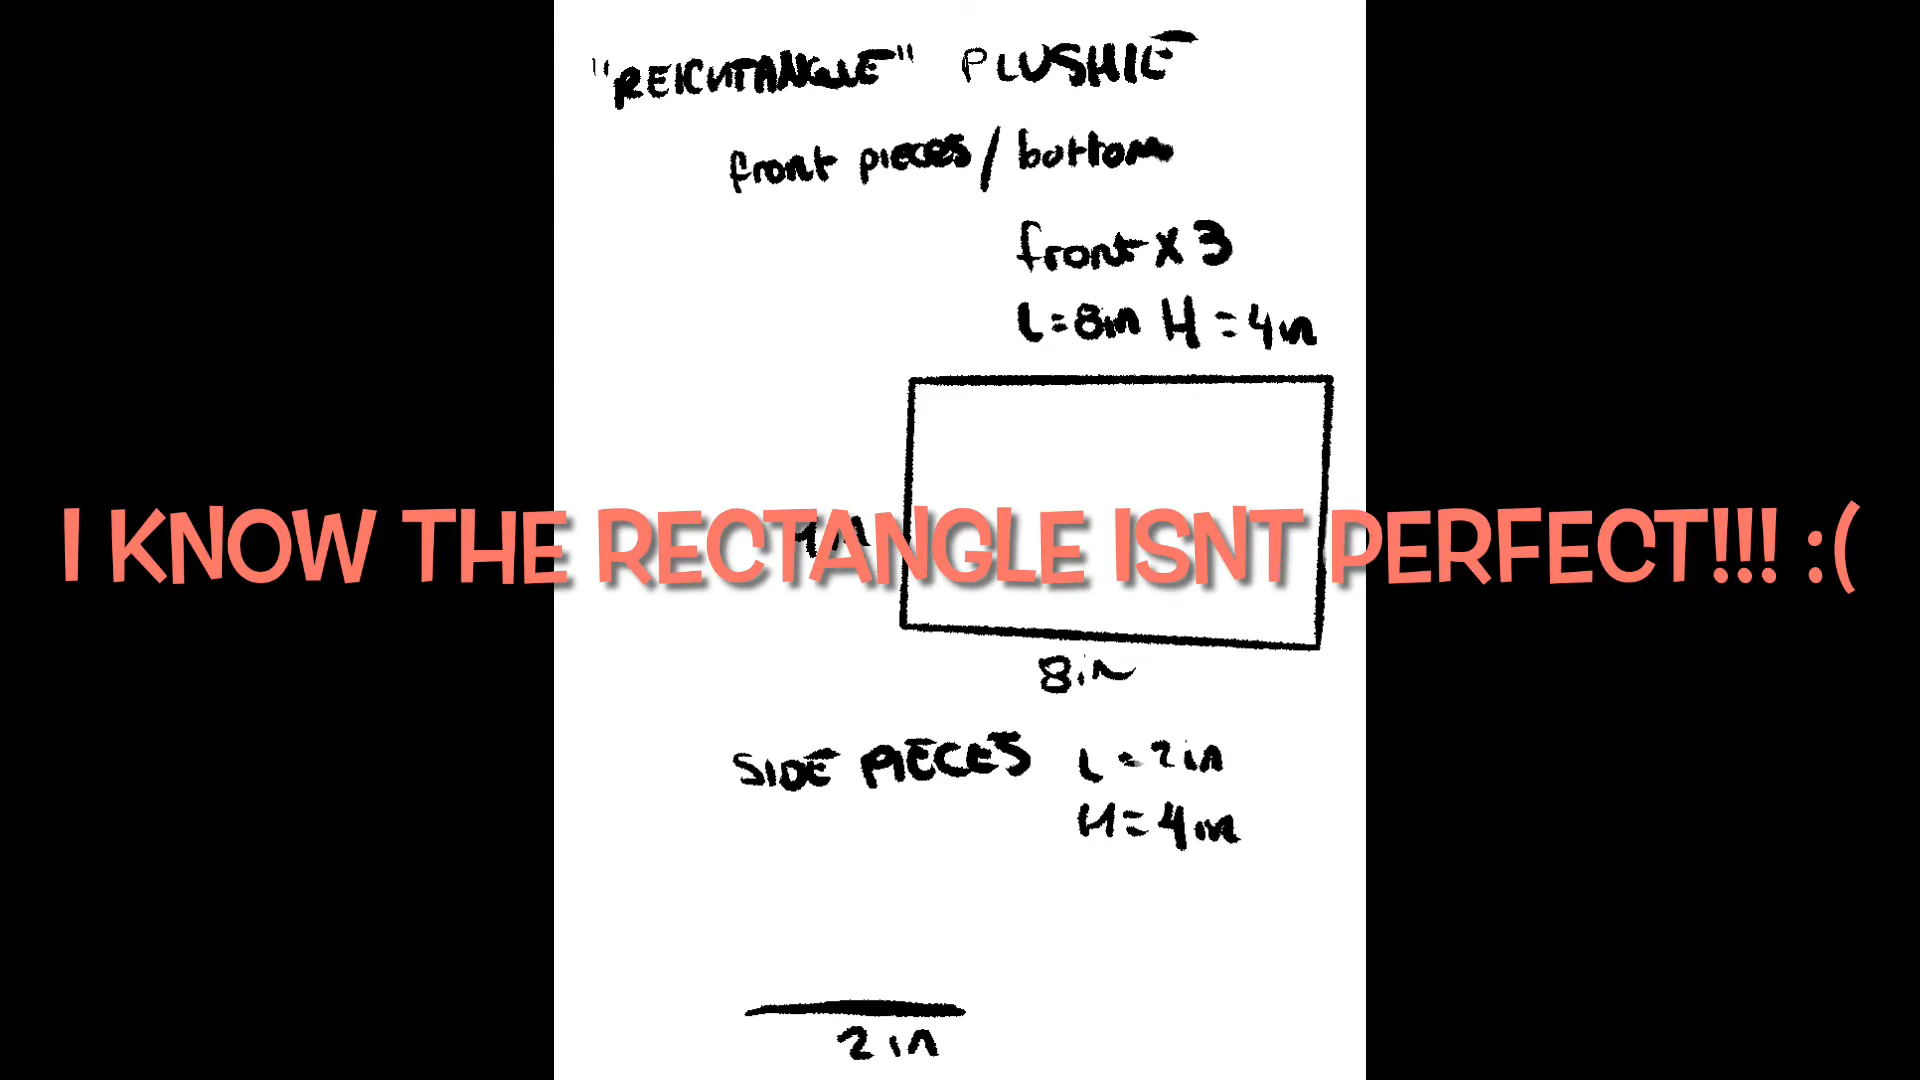 "REICHTANGLE" PLUSHIE
front pieces / bottom
front x 3
L=8in H=4in
4in
I KNOW THE RECTANGLE ISNT PERFECT!!! :(
8in
SIDE PIECES L=2in
H=4in
2in